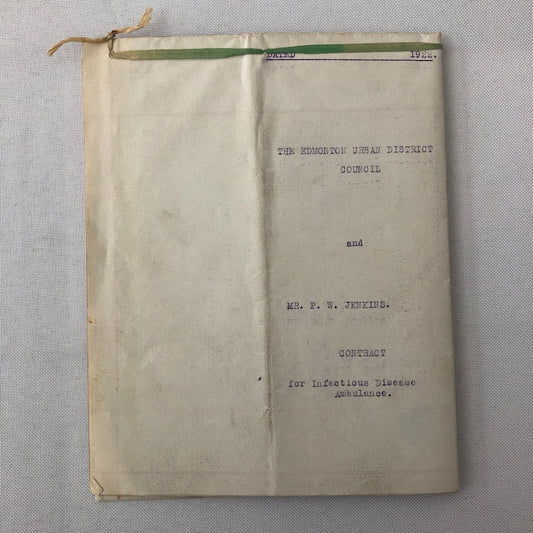 DATED 1922.
THE EDMONTON URBAN DISTRICT
COUNCIL
and
MR. P. W. JENKINS.
CONTRACT
for Infectious Disease
Ambulance.